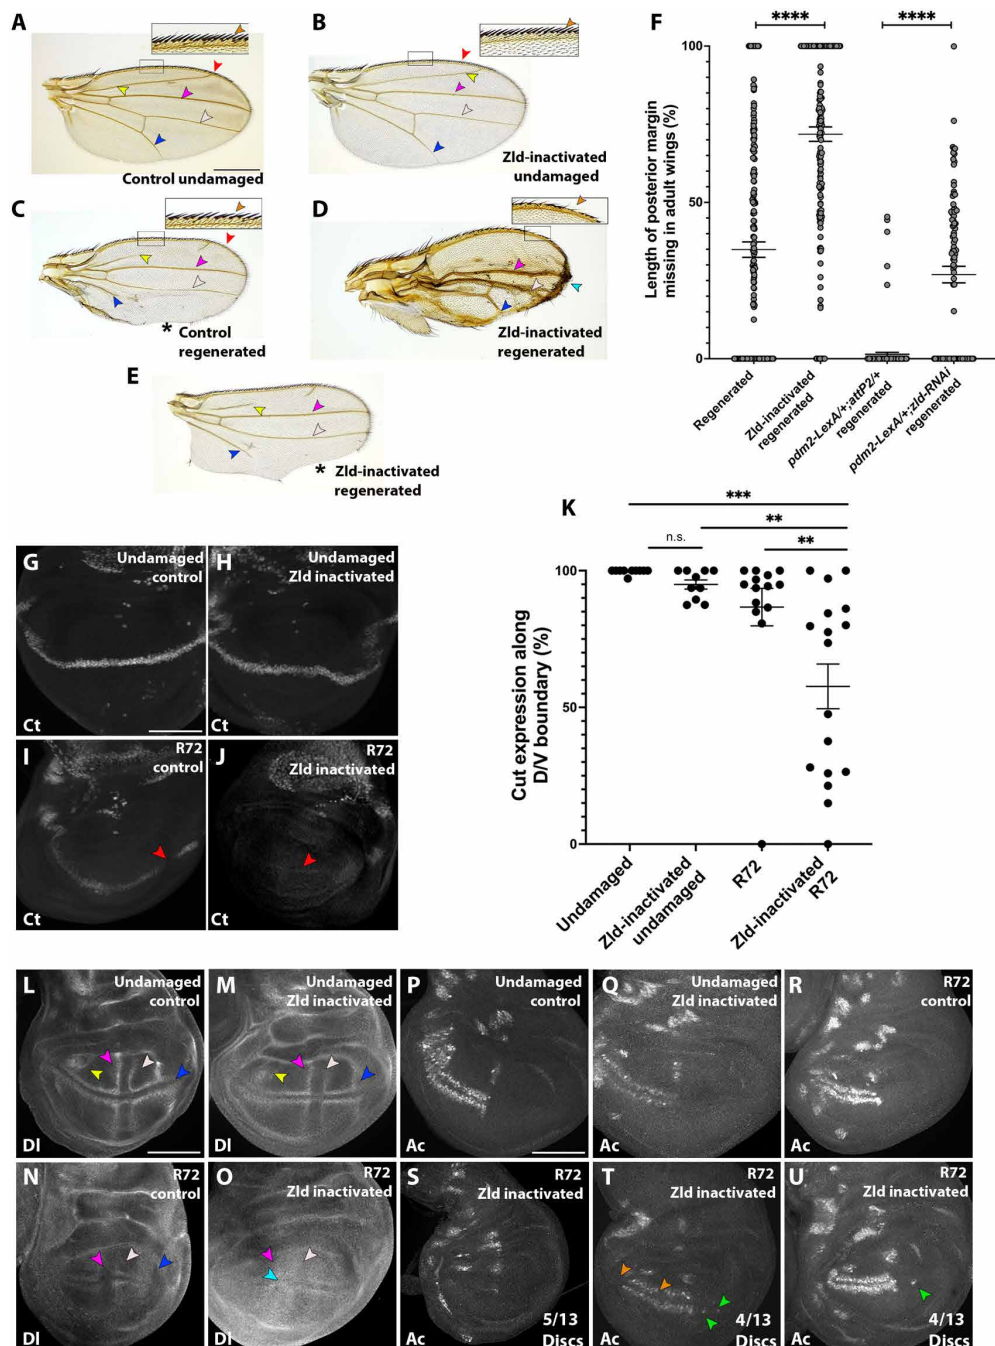 A
Control undamaged
B
Zld-inactivated
undamaged
C
*
Control
regenerated
D
Zld-inactivated
regenerated
E
*
Zld-inactivated
regenerated
F
****
****
Length of posterior margin
missing in adult wings (%)
100
50
0
Regenerated
Zld-inactivated
regenerated
pdm2-LexA/+;attP2/+
regenerated
pdm2-LexA/+;zld-RNAi
regenerated
G
Undamaged
control
Ct
H
Undamaged
Zld inactivated
Ct
I
R72
control
Ct
J
R72
Zld inactivated
Ct
K
***
**
n.s.
**
Cut expression along
D/V boundary (%)
100
50
0
Undamaged
Zld-inactivated
undamaged
R72
Zld-inactivated
R72
L
Undamaged
control
Dl
M
Undamaged
Zld inactivated
Dl
P
Undamaged
control
Ac
Q
Undamaged
Zld inactivated
Ac
R
R72
control
Ac
N
R72
control
Dl
O
R72
Zld inactivated
Dl
S
R72
Zld inactivated
Ac
5/13
Discs
T
R72
Zld inactivated
Ac
4/13
Discs
U
R72
Zld inactivated
Ac
4/13
Discs